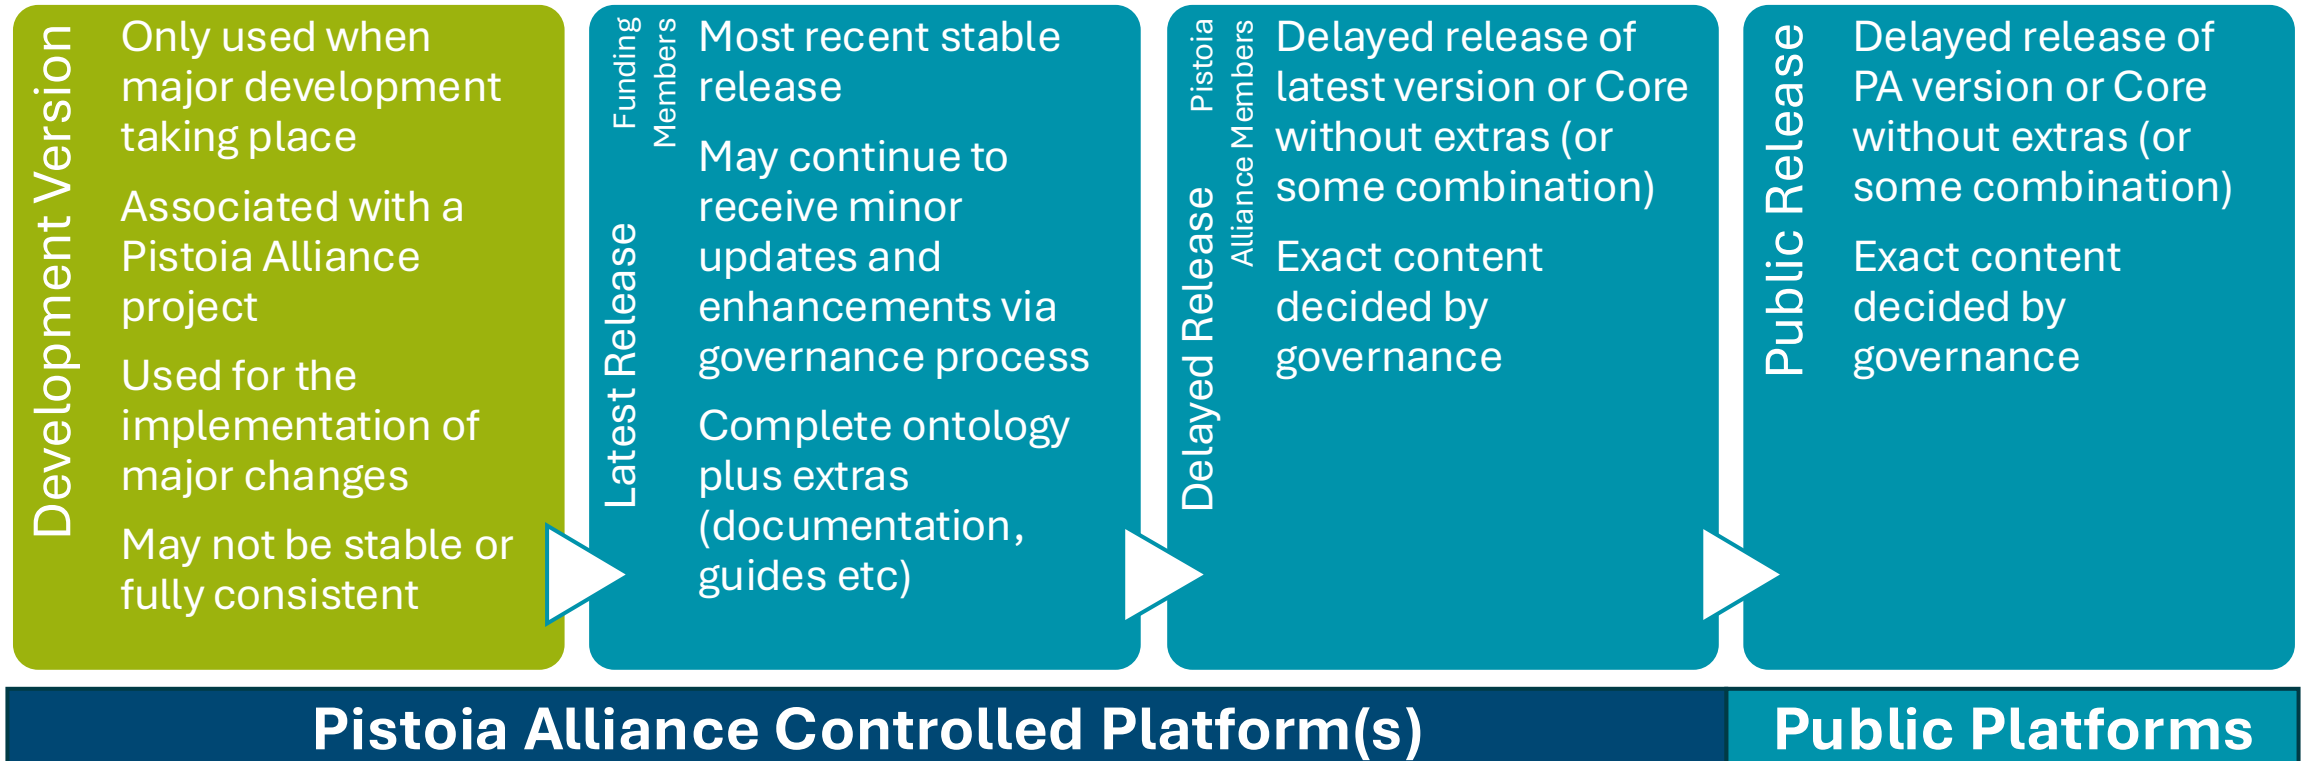 Development Version
Only used when
major development
taking place
Associated with a
Pistoia Alliance
project
Used for the
implementation of
major changes
May not be stable or
fully consistent
Latest Release
Funding
Members
Most recent stable
release
May continue to
receive minor
updates and
enhancements via
governance process
Complete ontology
plus extras
(documentation,
guides etc)
Delayed Release
Pistoia
Alliance Members
Delayed release of
latest version or Core
without extras (or
some combination)
Exact content
decided by
governance
Public Release
Delayed release of
PA version or Core
without extras (or
some combination)
Exact content
decided by
governance
Pistoia Alliance Controlled Platform(s)
Public Platforms